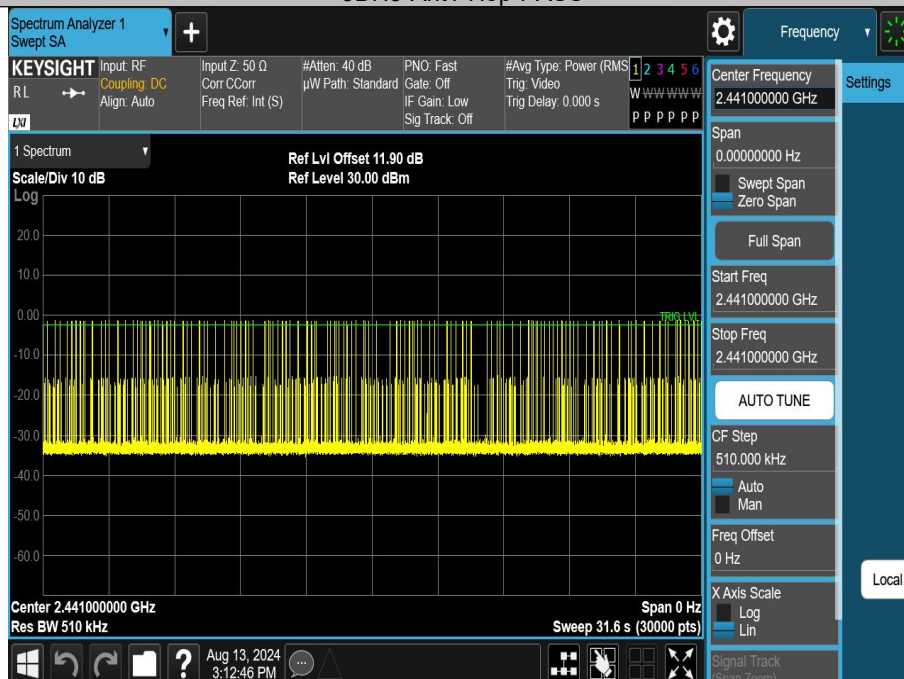 Spectrum Analyzer 1
Swept SA
Frequency
KEYSIGHT
RL
LXI
Input: RF
Coupling: DC
Align: Auto
Input Z: 50 Ω
Corr CCorr
Freq Ref: Int (S)
#Atten: 40 dB
µW Path: Standard
PNO: Fast
Gate: Off
IF Gain: Low
Sig Track: Off
#Avg Type: Power (RMS
Trig: Video
Trig Delay: 0.000 s
1 2 3 4 5 6
W W W W W W
P P P P P P
1 Spectrum
Scale/Div 10 dB
Ref Lvl Offset 11.90 dB
Ref Level 30.00 dBm
Log
20.0
10.0
0.00
TRIG LVL
-10.0
-20.0
-30.0
-40.0
-50.0
-60.0
Center 2.441000000 GHz
Span 0 Hz
Res BW 510 kHz
Sweep 31.6 s (30000 pts)
Center Frequency
2.441000000 GHz
Settings
Span
0.00000000 Hz
Swept Span
Zero Span
Full Span
Start Freq
2.441000000 GHz
Stop Freq
2.441000000 GHz
AUTO TUNE
CF Step
510.000 kHz
Auto
Man
Freq Offset
0 Hz
Local
X Axis Scale
Log
Lin
Signal Track
(Span Zoom)
?
Aug 13, 2024
3:12:46 PM